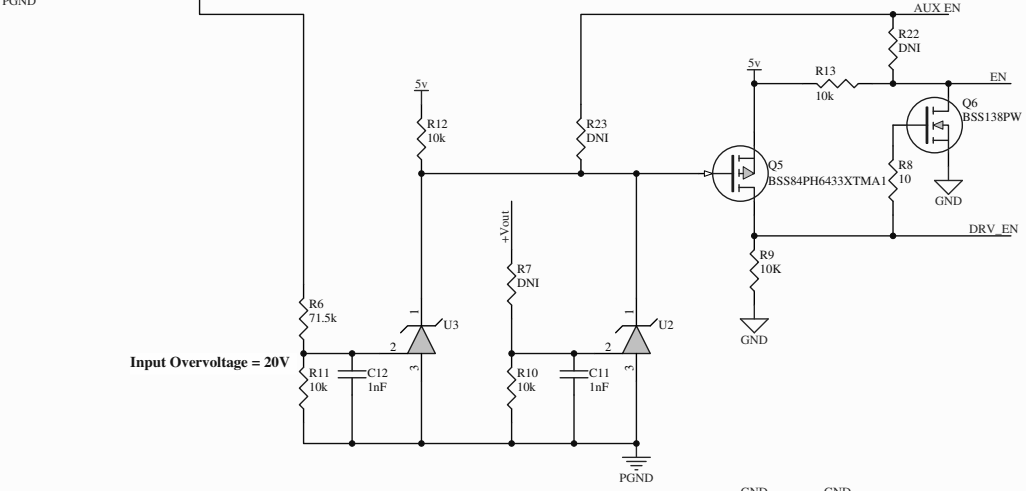 PGND
AUX EN
R22
DNI
5v
R13
10k
EN
Q6
BSS138PW
5v
R12
10k
R23
DNI
Q5
BSS84PH6433XTMA1
R8
10
GND
+Vout
DRV_EN
R9
10K
R7
DNI
GND
R6
71.5k
1
U3
2
3
1
U2
2
3
Input Overvoltage = 20V
R11
10k
C12
1nF
R10
10k
C11
1nF
PGND
GND
GND